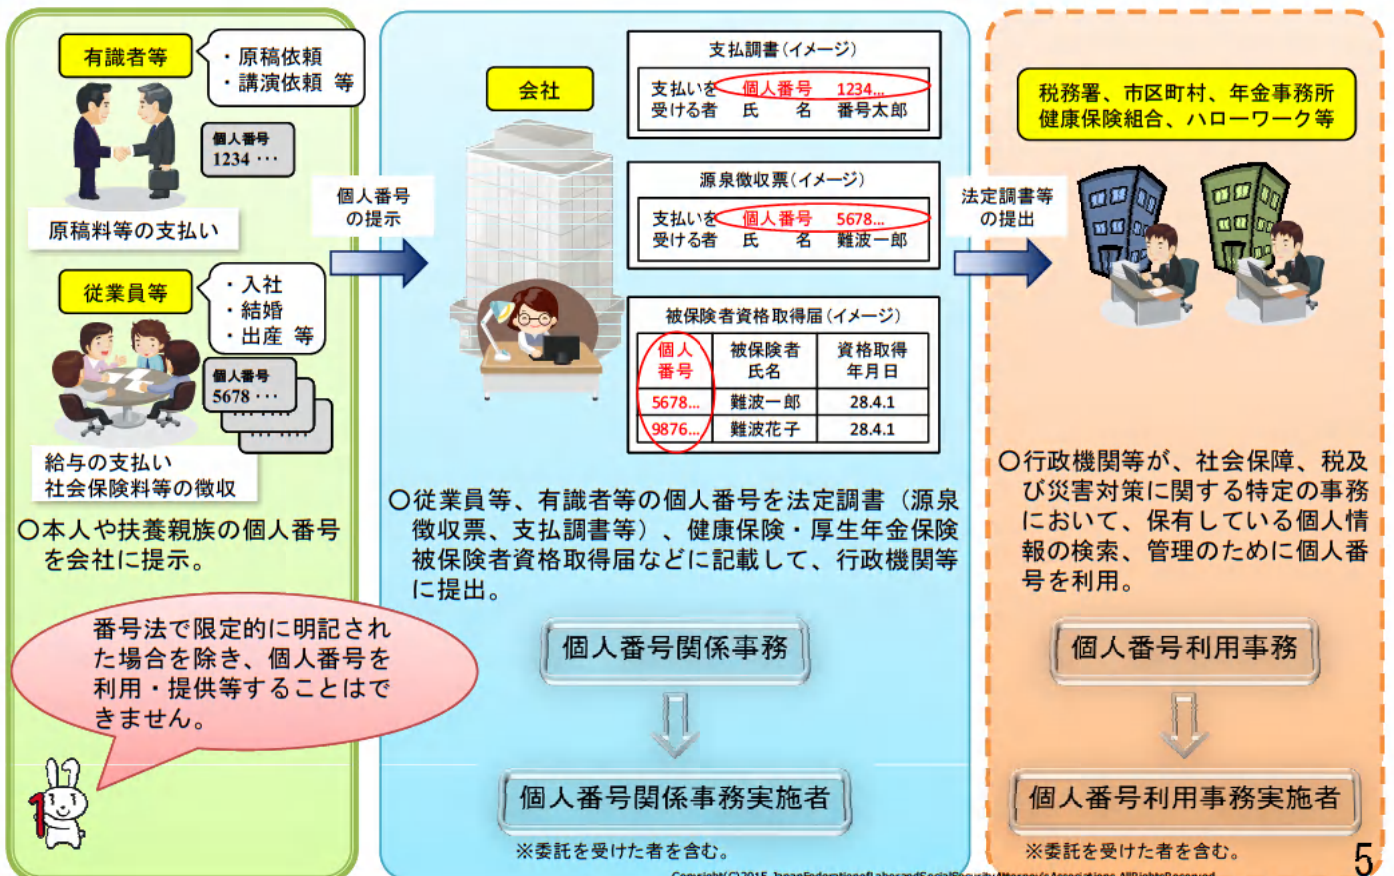 有識者等
・原稿依頼
・講演依頼 等
個人番号
1234 ･･･
原稿料等の支払い
従業員等
・入社
・結婚
・出産 等
個人番号
5678 ･･･
給与の支払い
社会保険料等の徴収
〇本人や扶養親族の個人番号
を会社に提示。
番号法で限定的に明記され
た場合を除き、個人番号を
利用・提供等することはで
きません。
1
個人番号
の提示
会社
支払調書(イメージ)
支払いを 個人番号 1234...
受ける者 氏 名 番号太郎
源泉徴収票(イメージ)
支払いを 個人番号 5678...
受ける者 氏 名 難波一郎
被保険者資格取得届(イメージ)
個人 被保険者 資格取得
番号 氏名 年月日
5678... 難波一郎 28.4.1
9876... 難波花子 28.4.1
〇従業員等、有識者等の個人番号を法定調書（源泉
徴収票、支払調書等）、健康保険・厚生年金保険
被保険者資格取得届などに記載して、行政機関等
に提出。
個人番号関係事務
個人番号関係事務実施者
※委託を受けた者を含む。
法定調書等
の提出
税務署、市区町村、年金事務所
健康保険組合、ハローワーク等
〇行政機関等が、社会保障、税及
び災害対策に関する特定の事務
において、保有している個人情
報の検索、管理のために個人番
号を利用。
個人番号利用事務
個人番号利用事務実施者
※委託を受けた者を含む。
Copyright(C)2015 JapanFederationofLaborandSocialSecurityAttorney'sAssociations.AllRightsReserved
5